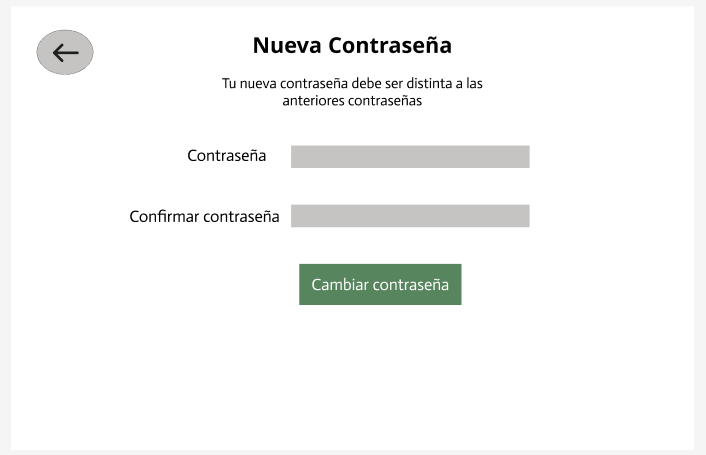 Nueva Contraseña
Tu nueva contraseña debe ser distinta a las
anteriores contraseñas
Contraseña
Confirmar contraseña
Cambiar contraseña